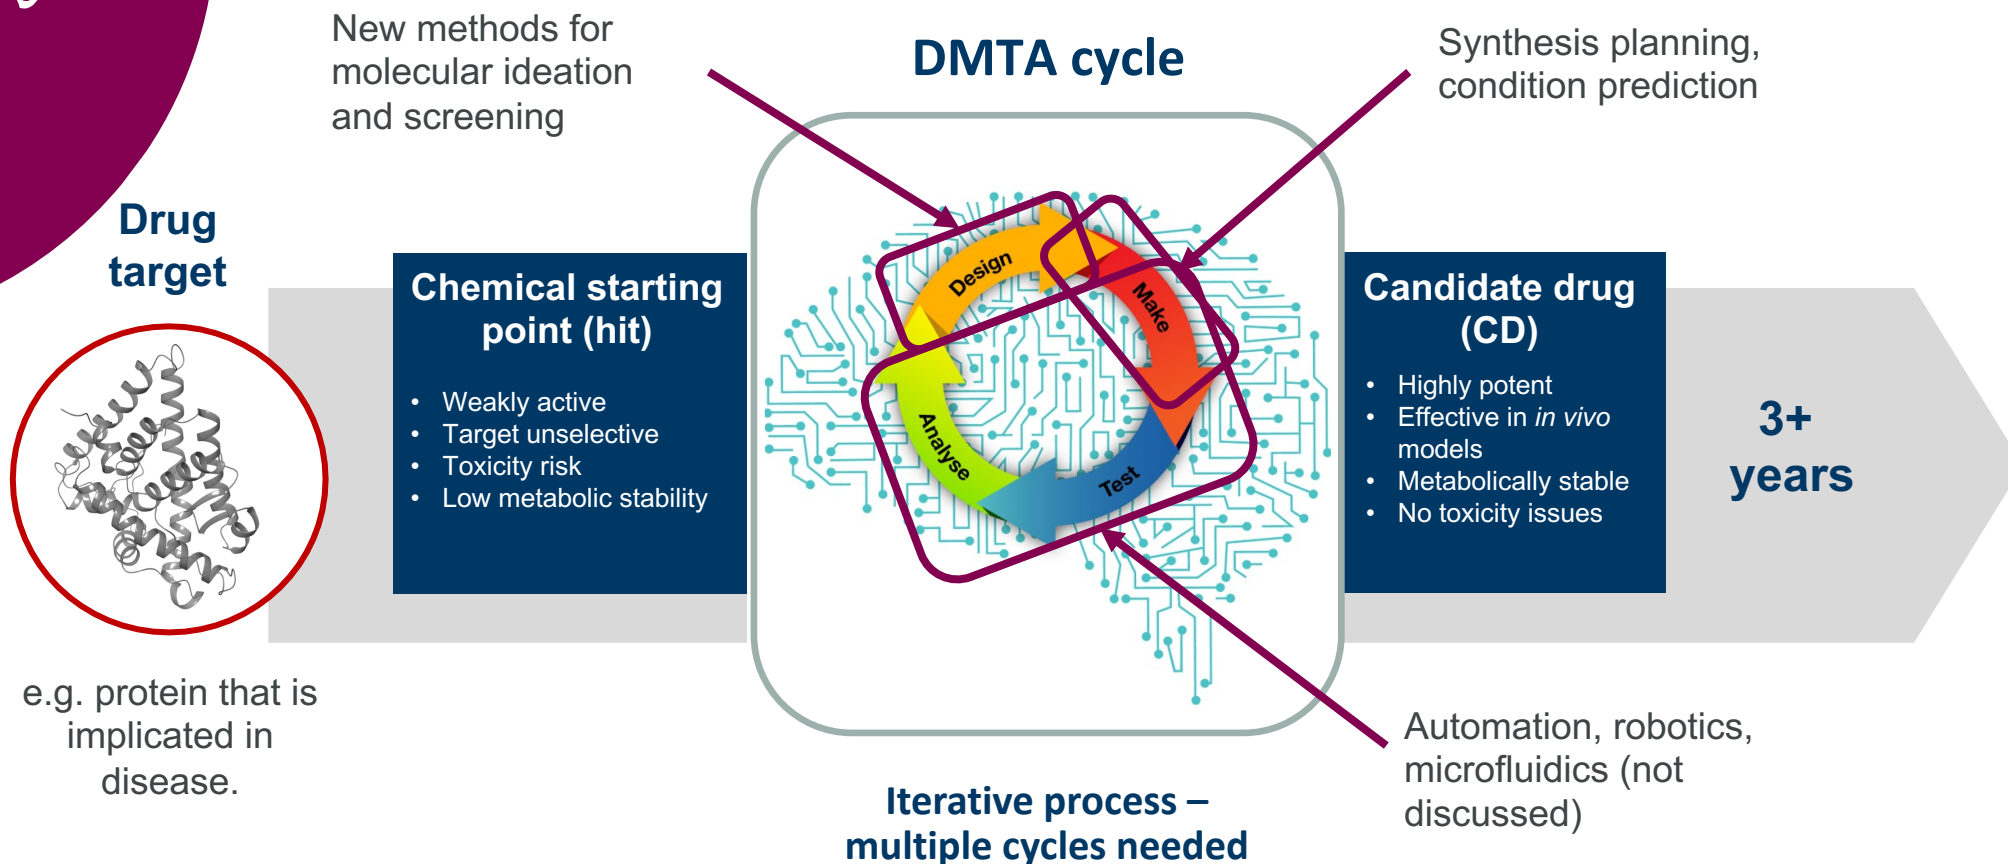 New methods for
molecular ideation
and screening
DMTA cycle
Synthesis planning,
condition prediction
Drug
target
Chemical starting
point (hit)
• Weakly active
• Target unselective
• Toxicity risk
• Low metabolic stability
Design
Make
Test
Analyse
Candidate drug
(CD)
• Highly potent
• Effective in in vivo
models
• Metabolically stable
• No toxicity issues
3+
years
e.g. protein that is
implicated in
disease.
Automation, robotics,
microfluidics (not
discussed)
Iterative process –
multiple cycles needed